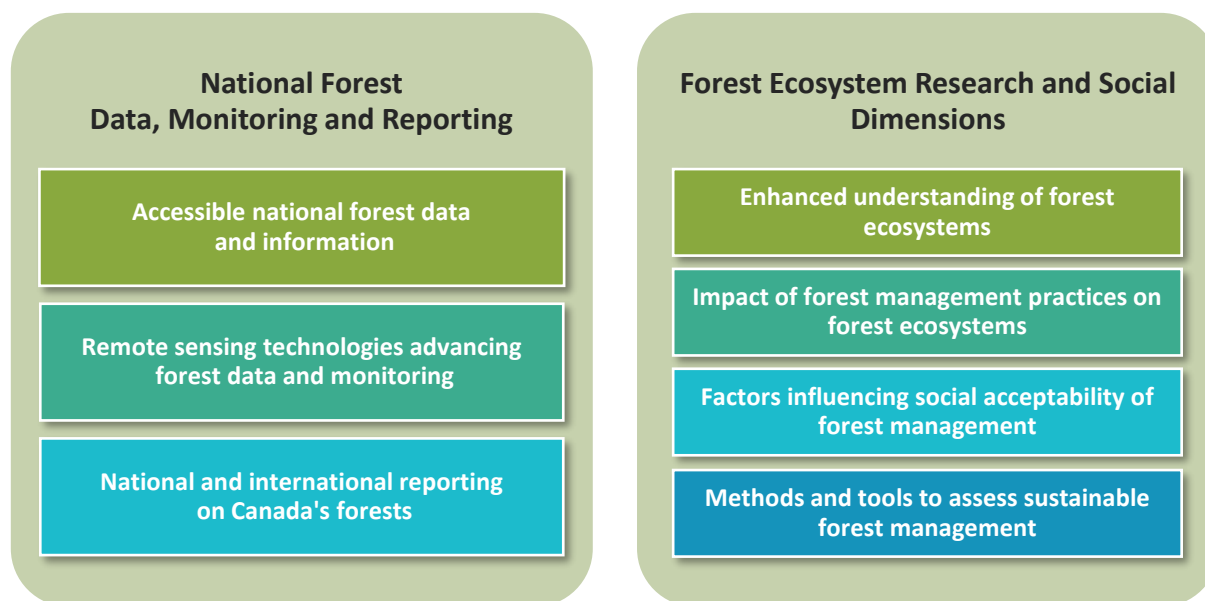 National Forest
Data, Monitoring and Reporting
Accessible national forest data
and information
Remote sensing technologies advancing
forest data and monitoring
National and international reporting
on Canada's forests
Forest Ecosystem Research and Social
Dimensions
Enhanced understanding of forest
ecosystems
Impact of forest management practices on
forest ecosystems
Factors influencing social acceptability of
forest management
Methods and tools to assess sustainable
forest management